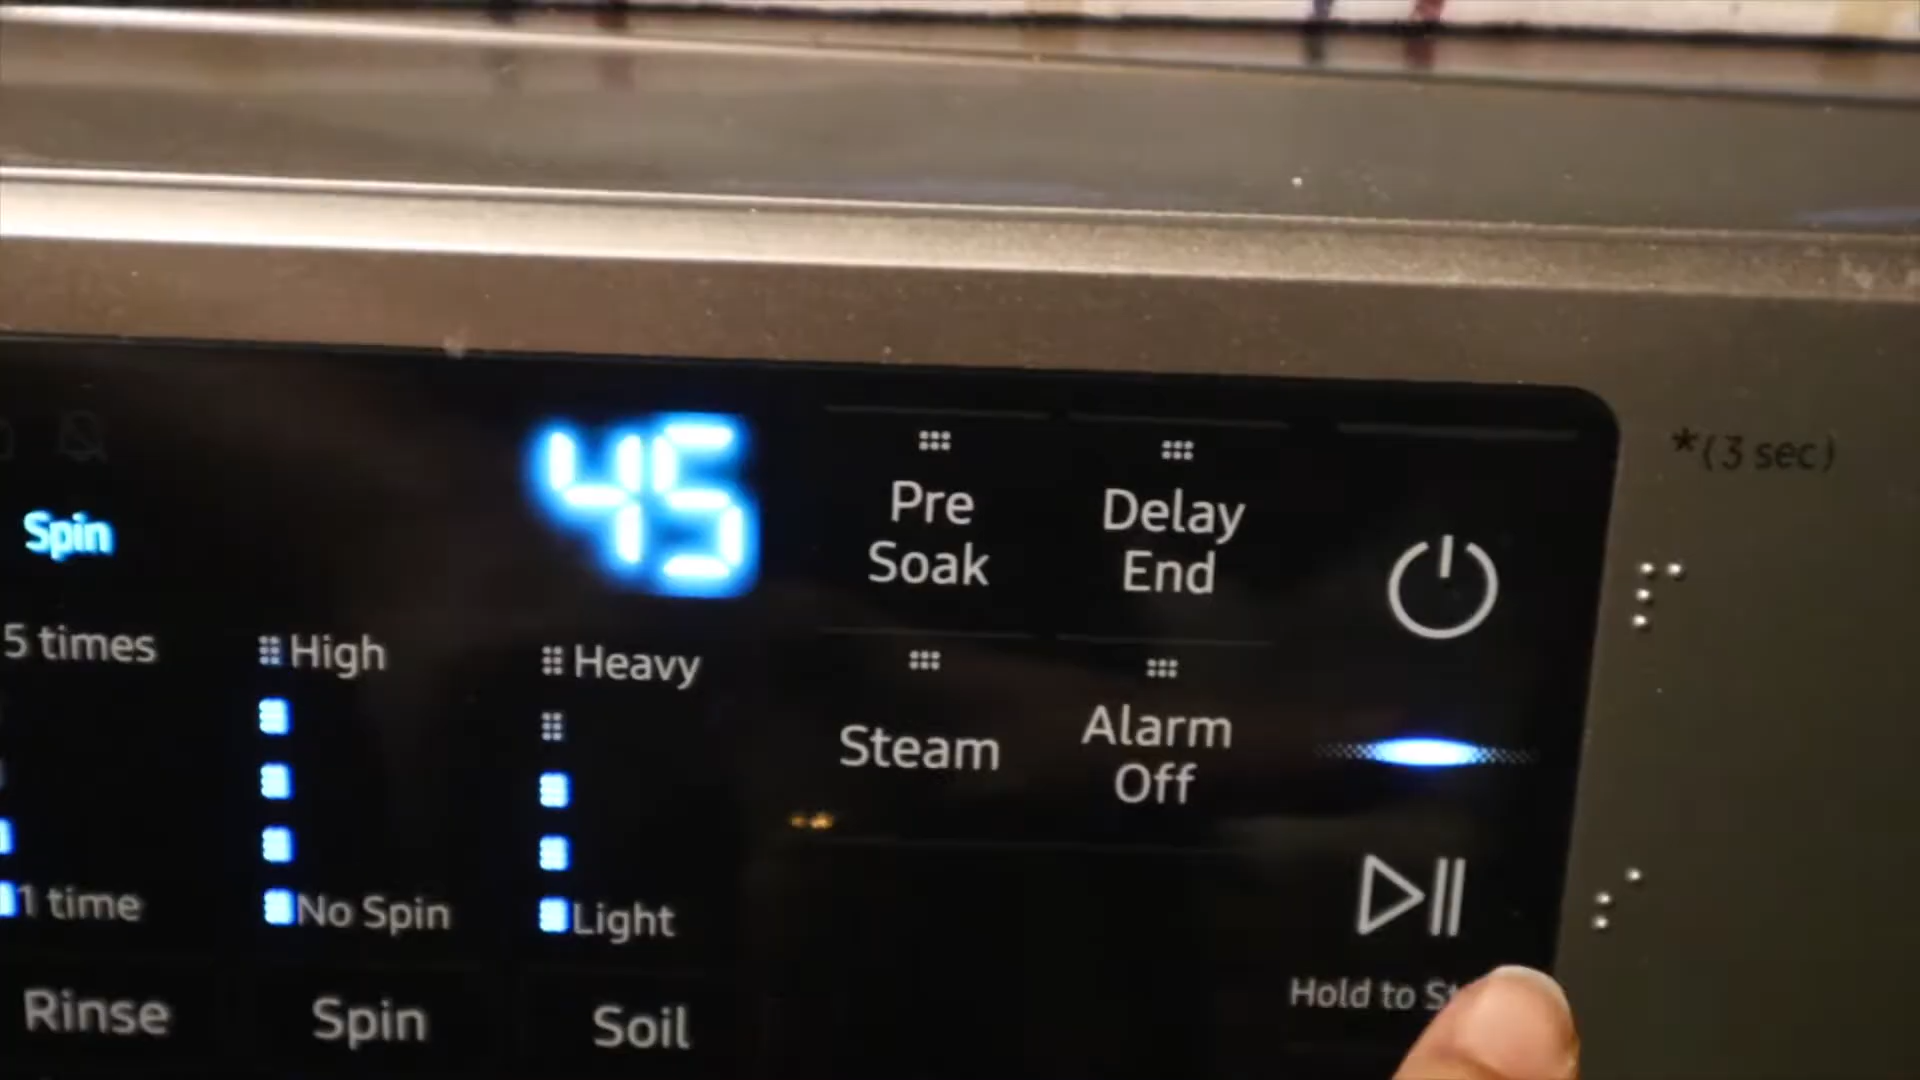 45
Pre
Soak
Delay
End
*(3 sec)
Spin
5 times
High
Heavy
Steam
Alarm
Off
1 time
No Spin
Light
Hold to
Rinse
Spin
Soil